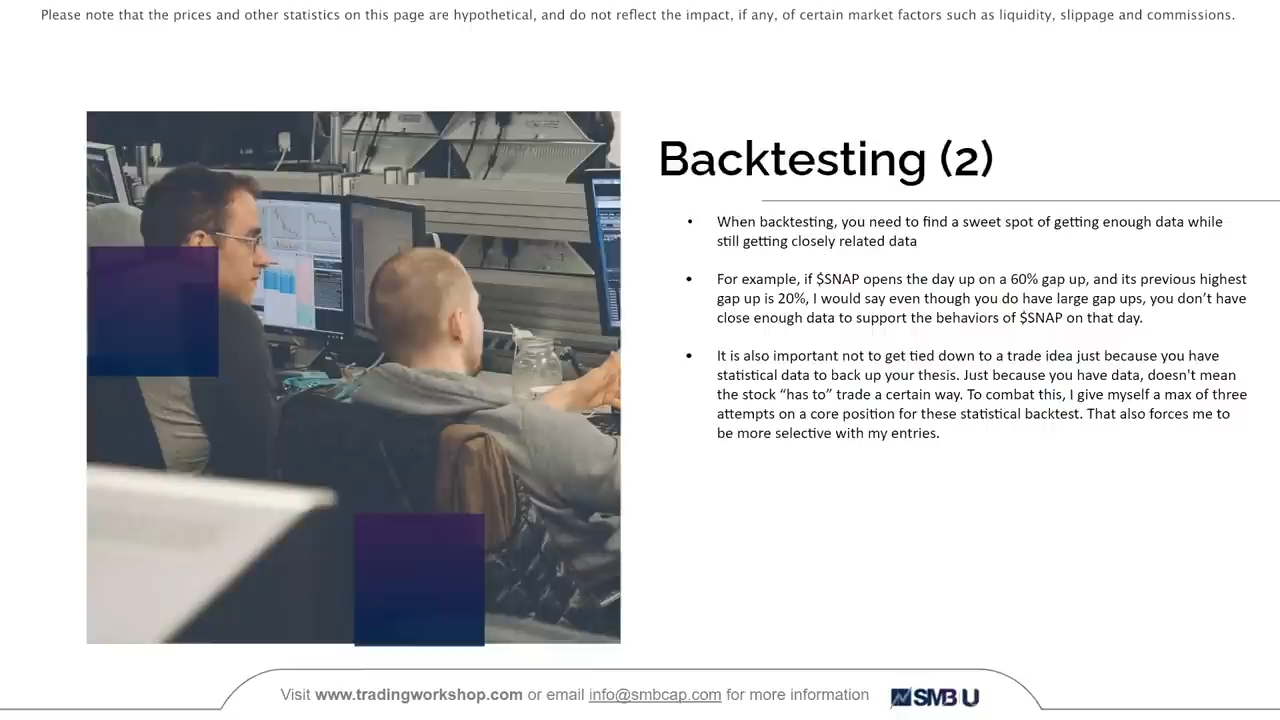 Please note that the prices and other statistics on this page are hypothetical, and do not reflect the impact, if any, of certain market factors such as liquidity, slippage and commissions.
Backtesting (2)
• When backtesting, you need to find a sweet spot of getting enough data while
still getting closely related data
• For example, if $SNAP opens the day up on a 60% gap up, and its previous highest
gap up is 20%, I would say even though you do have large gap ups, you don’t have
close enough data to support the behaviors of $SNAP on that day.
• It is also important not to get tied down to a trade idea just because you have
statistical data to back up your thesis. Just because you have data, doesn't mean
the stock “has to” trade a certain way. To combat this, I give myself a max of three
attempts on a core position for these statistical backtest. That also forces me to
be more selective with my entries.
Visit www.tradingworkshop.com or email info@smbcap.com for more information
SMB U